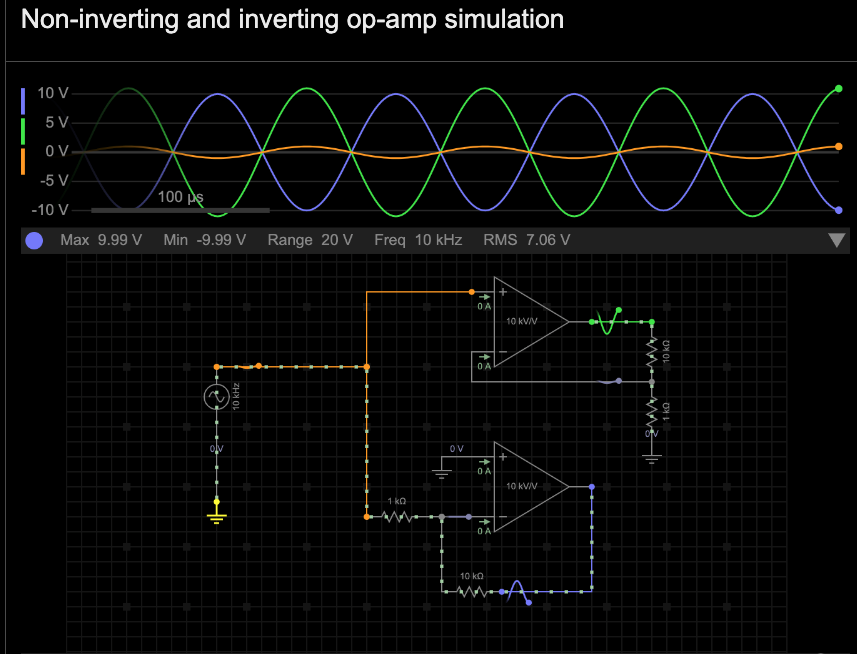 Non-inverting and inverting op-amp simulation
10 V
5 V
0 V
-5 V
-10 V
100 µs
Max 9.99 V Min -9.99 V Range 20 V Freq 10 kHz RMS 7.06 V
+
0 A
10 kV/V
0 A
10 kΩ
10 kHz
1 kΩ
0 V
0 V
0 V
+
0 A
10 kV/V
1 kΩ
0 A
10 kΩ